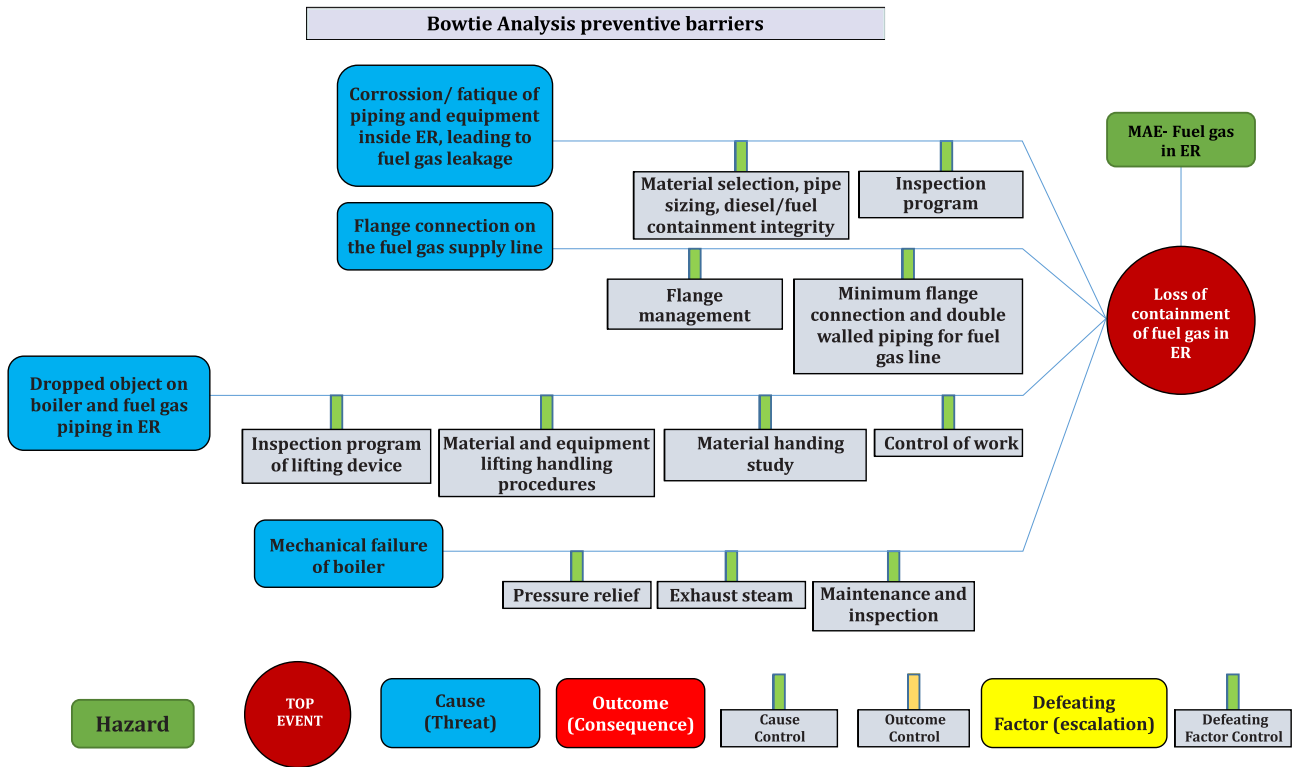 Bowtie Analysis preventive barriers
Corrossion/ fatique of
piping and equipment
inside ER, leading to
fuel gas leakage
MAE- Fuel gas
in ER
Material selection, pipe
sizing, diesel/fuel
containment integrity
Inspection
program
Flange connection on
the fuel gas supply line
Flange
management
Minimum flange
connection and double
walled piping for fuel
gas line
Loss of
containment
of fuel gas in
ER
Dropped object on
boiler and fuel gas
piping in ER
Inspection program
of lifting device
Material and equipment
lifting handling
procedures
Material handing
study
Control of work
Mechanical failure
of boiler
Pressure relief
Exhaust steam
Maintenance and
inspection
Hazard
TOP
EVENT
Cause
(Threat)
Outcome
(Consequence)
Cause
Control
Outcome
Control
Defeating
Factor (escalation)
Defeating
Factor Control